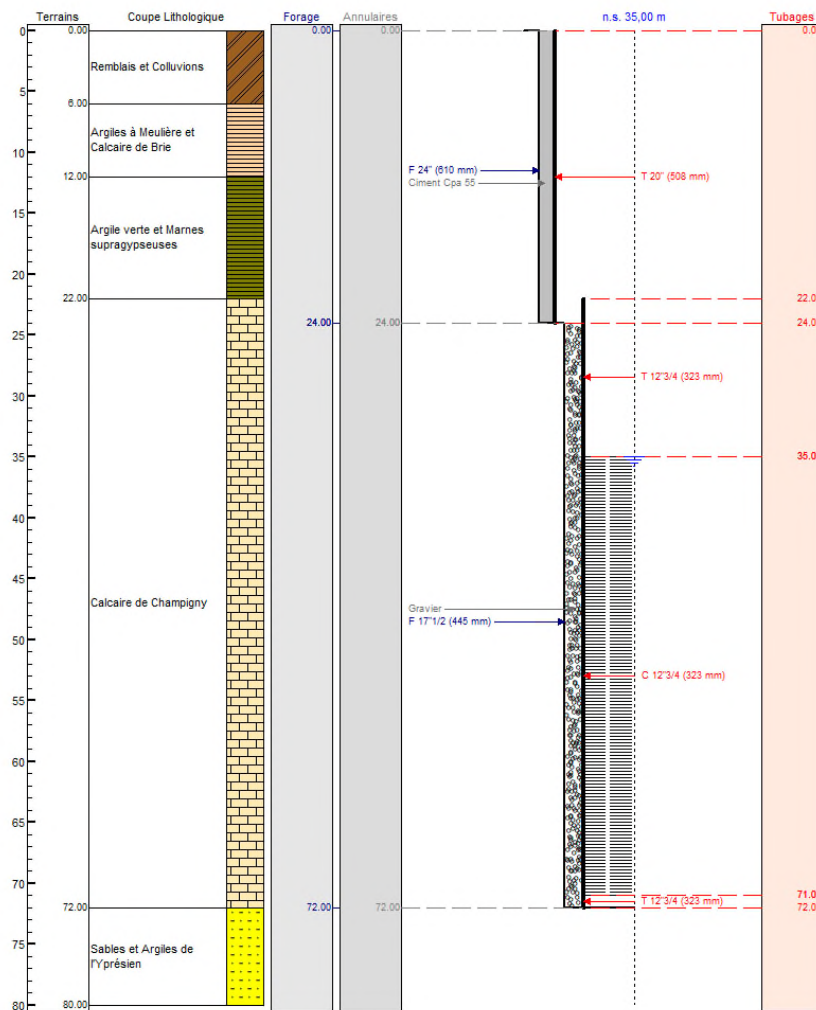 Terrains Coupe Lithologique Forage Annulaires n.s. 35,00 m Tubages
0 0.00 0.00 0.00 0.0
Remblais et Colluvions
5
6.00
Argiles à Meulière et
Calcaire de Brie
10
F 24" (610 mm)
12.00 T 20" (508 mm)
Ciment Cpa 55
15
Argile verte et Marnes
supragypseuses
20
22.00 22.0
24.00 24.00 24.0
25
T 12"3/4 (323 mm)
30
35 35.0
40
45
Calcaire de Champigny
Gravier
F 17"1/2 (445 mm)
50
C 12"3/4 (323 mm)
55
60
65
70
71.0
T 12"3/4 (323 mm)
72.00 72.00 72.00 72.0
75
Sables et Argiles de
l'Yprésien
80 80.00